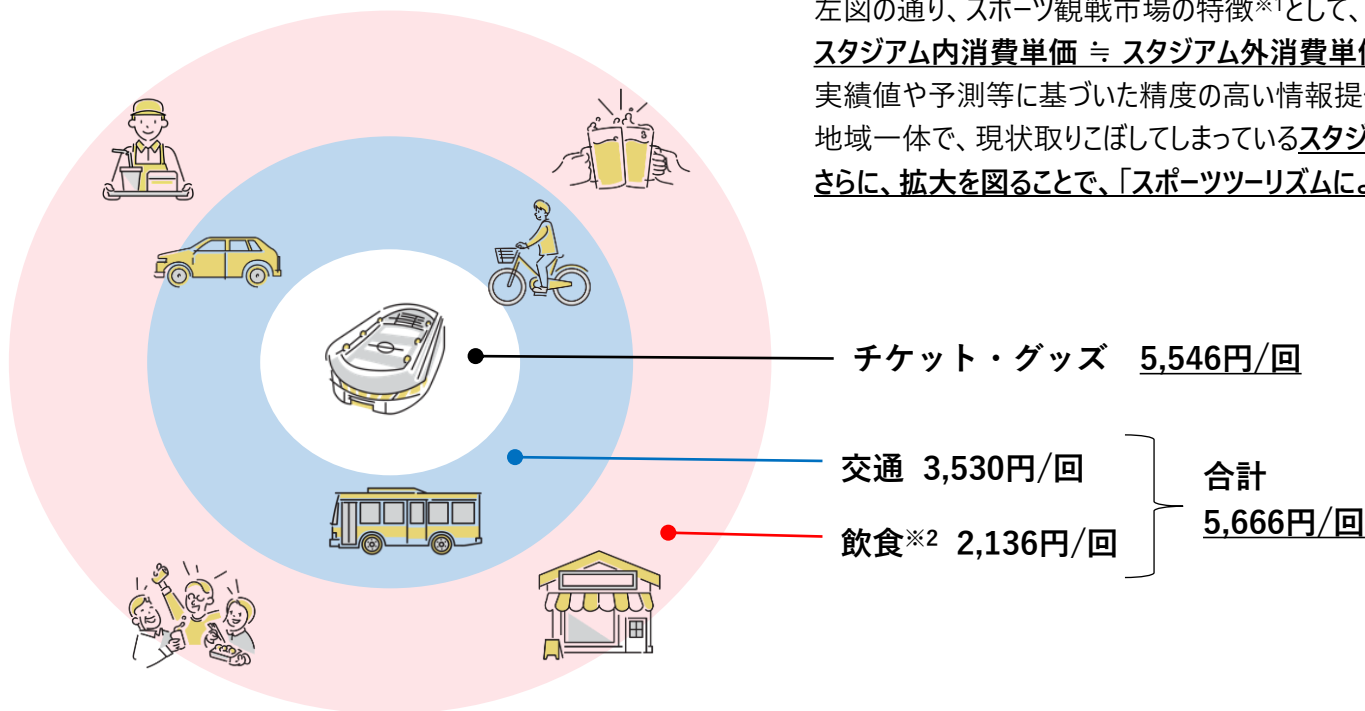 左図の通り、スポーツ観戦市場の特徴※1として、
スタジアム内消費単価 ≒ スタジアム外消費単
実績値や予測等に基づいた精度の高い情報提
地域一体で、現状取りこぼしてしまっているスタジ
さらに、拡大を図ることで、「スポーツツーリズムによ
チケット・グッズ 5,546円/回
交通 3,530円/回
飲食※2 2,136円/回
合計
5,666円/回